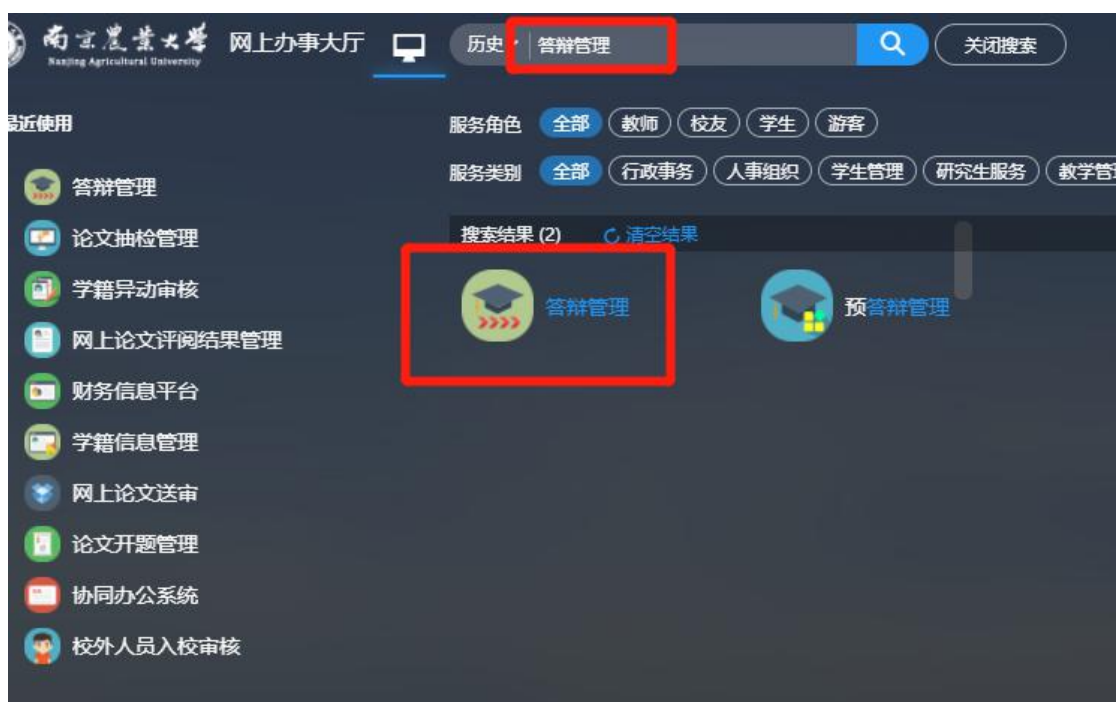 南京農業大學 网上办事大厅 历史 答辩管理 关闭搜索
Nanjing Agricultural University
最近使用
服务角色 全部 教师 校友 学生 游客
服务类别 全部 行政事务 人事组织 学生管理 研究生服务 教学管
搜索结果 (2) 清空结果
答辩管理 预答辩管理
答辩管理
论文抽检管理
学籍异动审核
网上论文评阅结果管理
财务信息平台
学籍信息管理
网上论文送审
论文开题管理
协同办公系统
校外人员入校审核